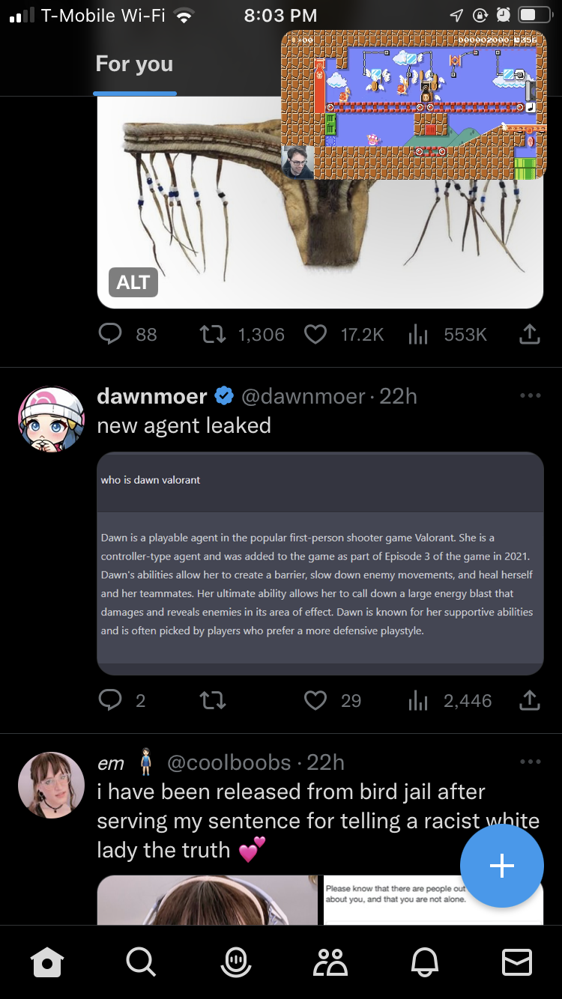 T-Mobile Wi-Fi 8:03 PM
For you
ALT
88 1,306 17.2K 553K
dawnmoer @dawnmoer · 22h
new agent leaked
who is dawn valorant
Dawn is a playable agent in the popular first-person shooter game Valorant. She is a
controller-type agent and was added to the game as part of Episode 3 of the game in 2021.
Dawn's abilities allow her to create a barrier, slow down enemy movements, and heal herself
and her teammates. Her ultimate ability allows her to call down a large energy blast that
damages and reveals enemies in its area of effect. Dawn is known for her supportive abilities
and is often picked by players who prefer a more defensive playstyle.
2 29 2,446
em @coolboobs · 22h
i have been released from bird jail after
serving my sentence for telling a racist white
lady the truth
Please know that there are people out
about you, and that you are not alone.